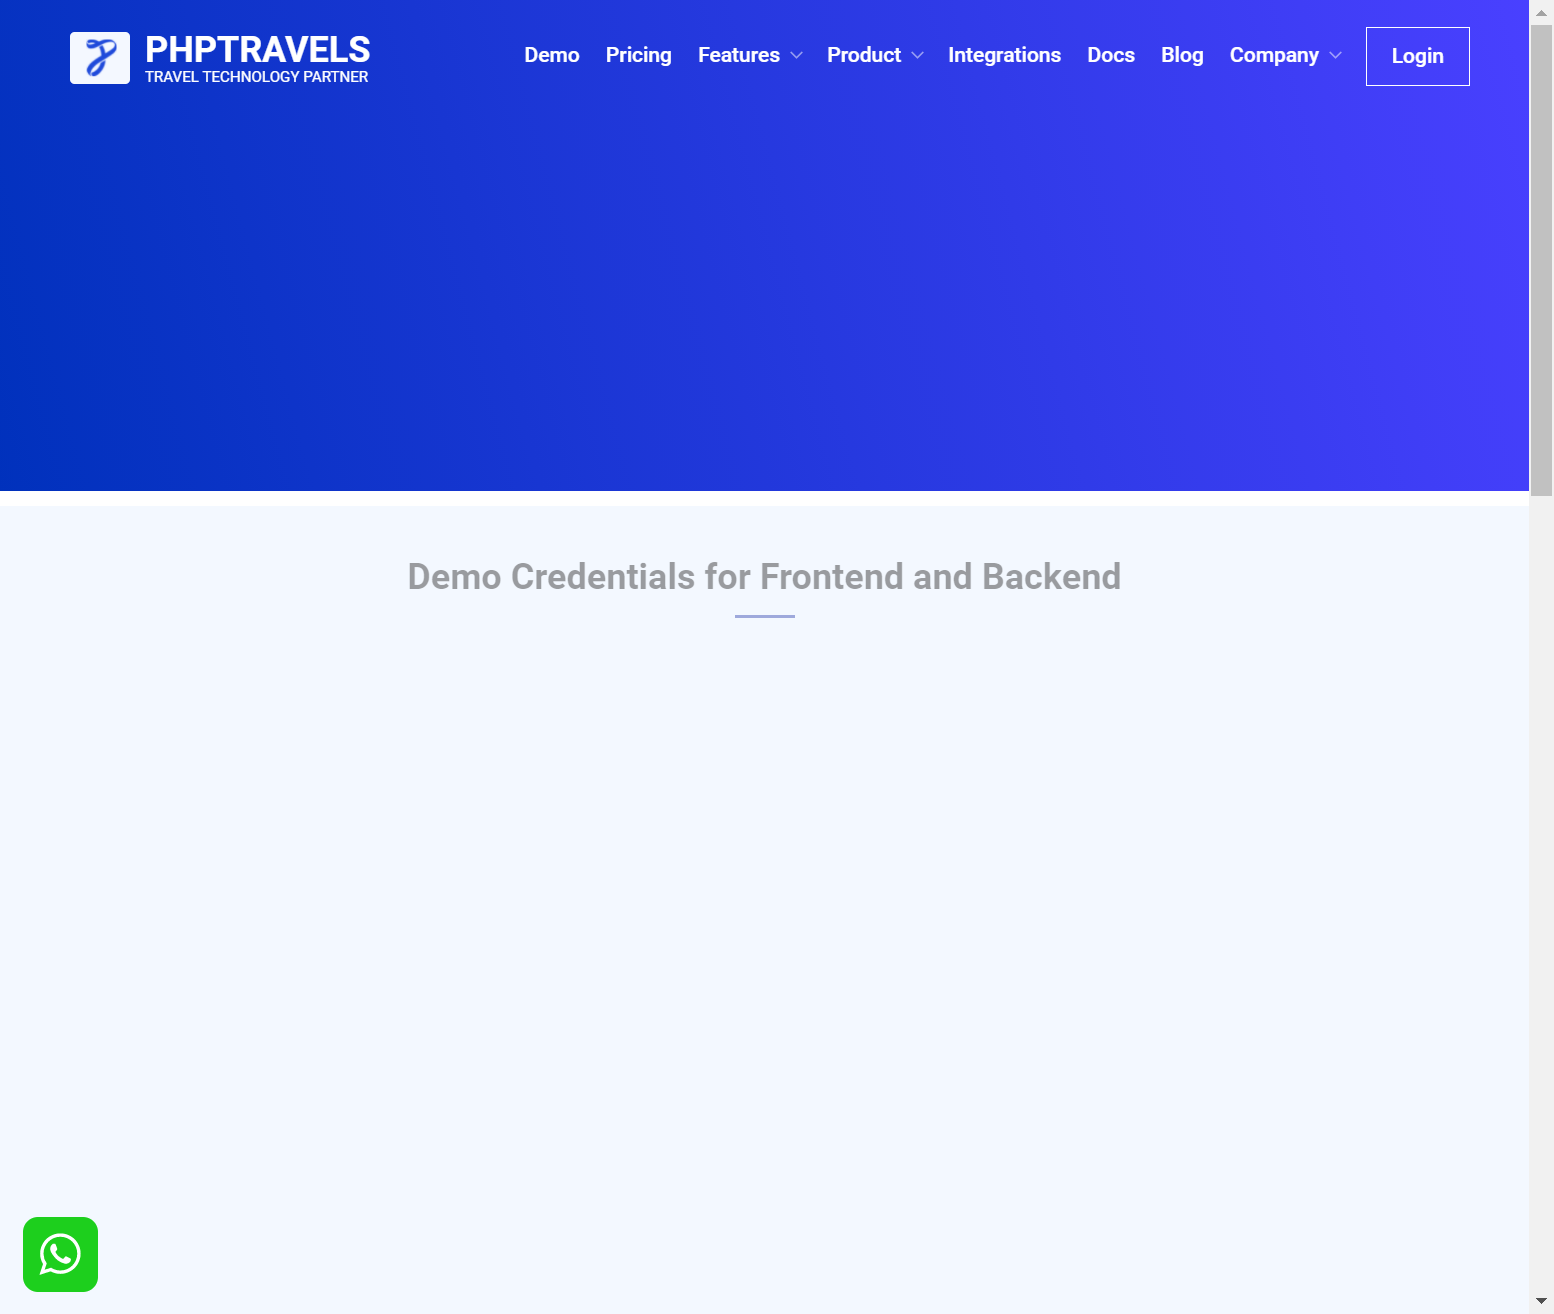 PHPTRAVELS
TRAVEL TECHNOLOGY PARTNER
Demo Pricing Features Product Integrations Docs Blog Company Login
Demo Credentials for Frontend and Backend